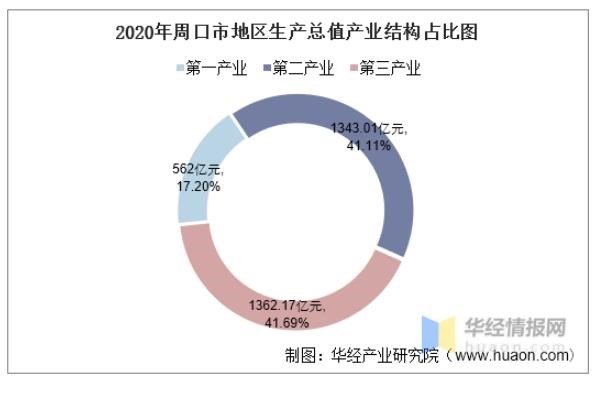 2020年周口市地区生产总值产业结构占比图
第一产业 第二产业 第三产业
1343.01亿元,
41.11%
562亿元,
17.20%
1362.17亿元,
41.69%
华经情报网
huaon.com
制图：华经产业研究院（www.huaon.com）